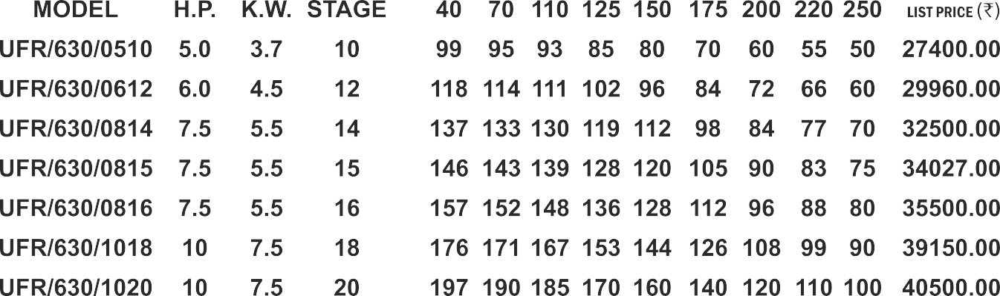 MODEL H.P. K.W. STAGE 40 70 110 125 150 175 200 220 250 LIST PRICE (₹)
UFR/630/0510 5.0 3.7 10 99 95 93 85 80 70 60 55 50 27400.00
UFR/630/0612 6.0 4.5 12 118 114 111 102 96 84 72 66 60 29960.00
UFR/630/0814 7.5 5.5 14 137 133 130 119 112 98 84 77 70 32500.00
UFR/630/0815 7.5 5.5 15 146 143 139 128 120 105 90 83 75 34027.00
UFR/630/0816 7.5 5.5 16 157 152 148 136 128 112 96 88 80 35500.00
UFR/630/1018 10 7.5 18 176 171 167 153 144 126 108 99 90 39150.00
UFR/630/1020 10 7.5 20 197 190 185 170 160 140 120 110 100 40500.00